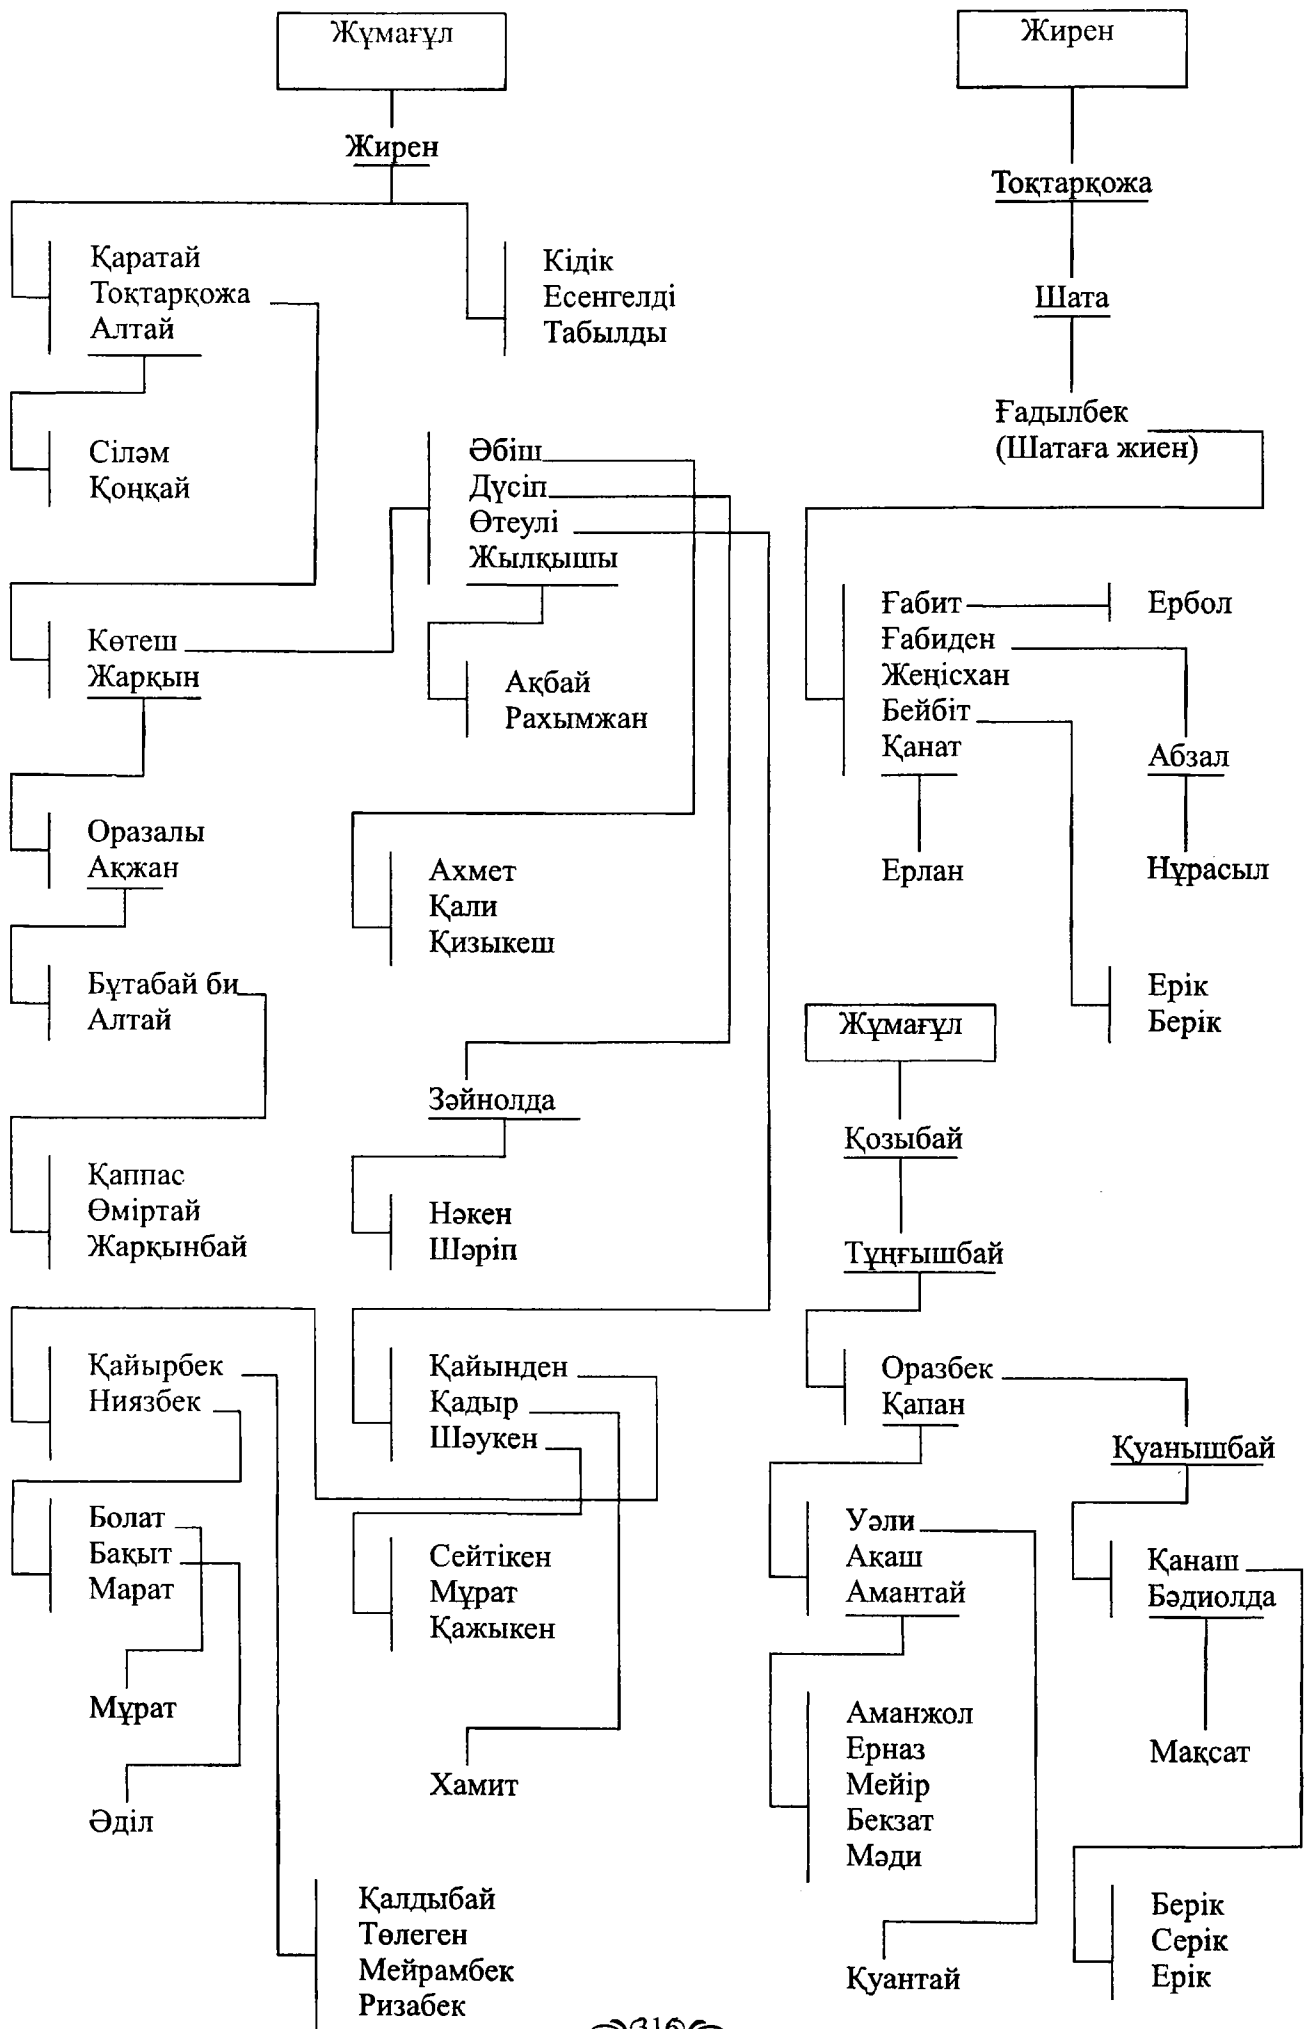 Жұмағұл
Жирен
Қаратай
Тоқтарқожа
Алтай
Кідік
Есенгелді
Табылды
Сіләм
Қоңқай
Әбіш
Дүсіп
Өтеулі
Жылқышы
Көтеш
Жарқын
Ақбай
Рахымжан
Оразалы
Ақжан
Ахмет
Қали
Қизыкеш
Бұтабай би
Алтай
Зәйнолда
Қаппас
Өміртай
Жарқынбай
Нәкен
Шәріп
Қайырбек
Ниязбек
Қайынден
Қадыр
Шәукен
Болат
Бақыт
Марат
Сейтікен
Мұрат
Қажыкен
Мұрат
Хамит
Әділ
Қалдыбай
Төлеген
Мейрамбек
Ризабек
Жирен
Тоқтарқожа
Шата
Ғадылбек
(Шатаға жиен)
Ғабит
Ғабиден
Жеңісхан
Бейбіт
Қанат
Ербол
Абзал
Ерлан
Нұрасыл
Ерік
Берік
Жұмағұл
Қозыбай
Тұңғышбай
Оразбек
Қапан
Қуанышбай
Уәли
Ақаш
Амантай
Қанаш
Бәдиолда
Аманжол
Ерназ
Мейір
Бекзат
Мәди
Мақсат
Қуантай
Берік
Серік
Ерік
316